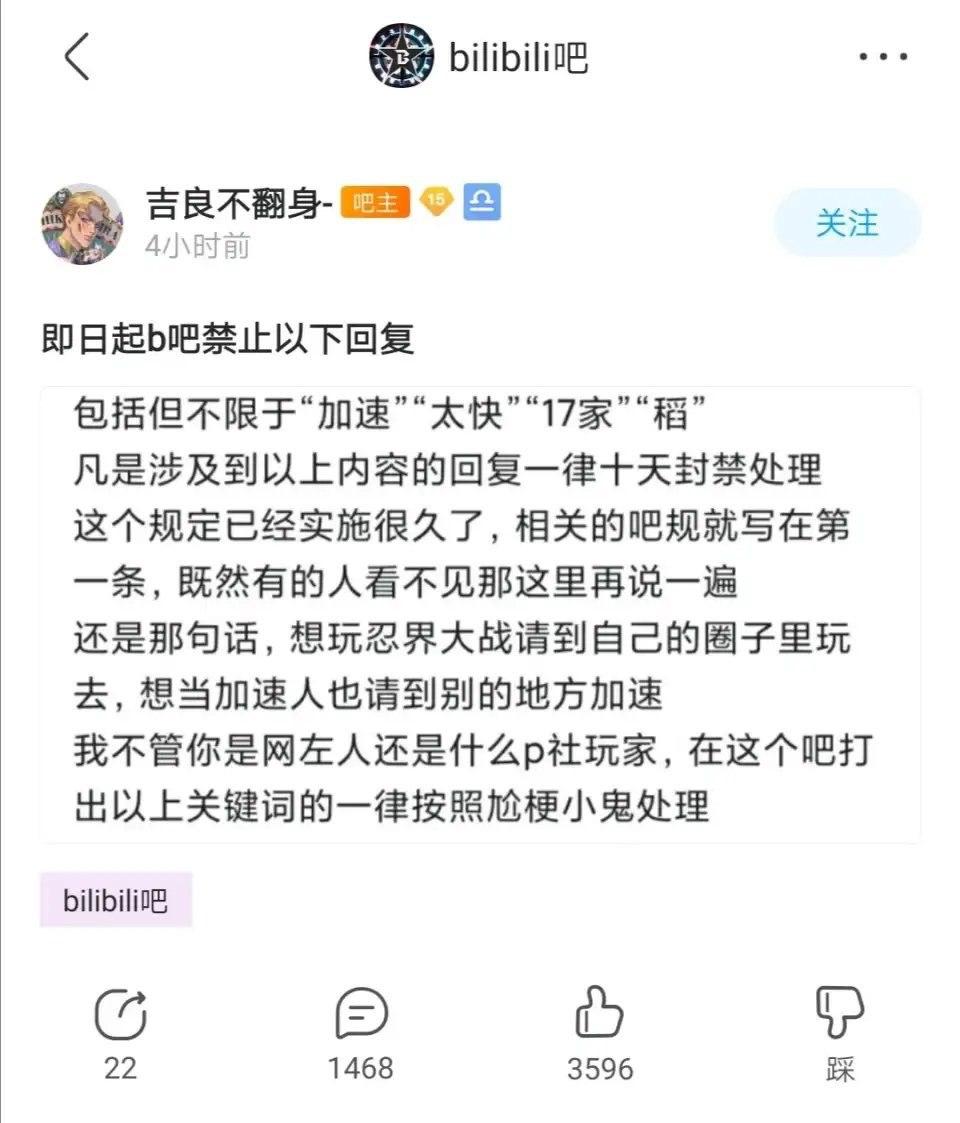 bilibili吧
吉良不翻身- 吧主 15
4小时前
关注
即日起b吧禁止以下回复
包括但不限于“加速”“太快”“17家”“稻”
凡是涉及到以上内容的回复一律十天封禁处理
这个规定已经实施很久了，相关的吧规就写在第
一条，既然有的人看不见那这里再说一遍
还是那句话，想玩忍界大战请到自己的圈子里玩
去，想当加速人也请到别的地方加速
我不管你是网左人还是什么p社玩家，在这个吧打
出以上关键词的一律按照尬梗小鬼处理
bilibili吧
22 1468 3596 踩